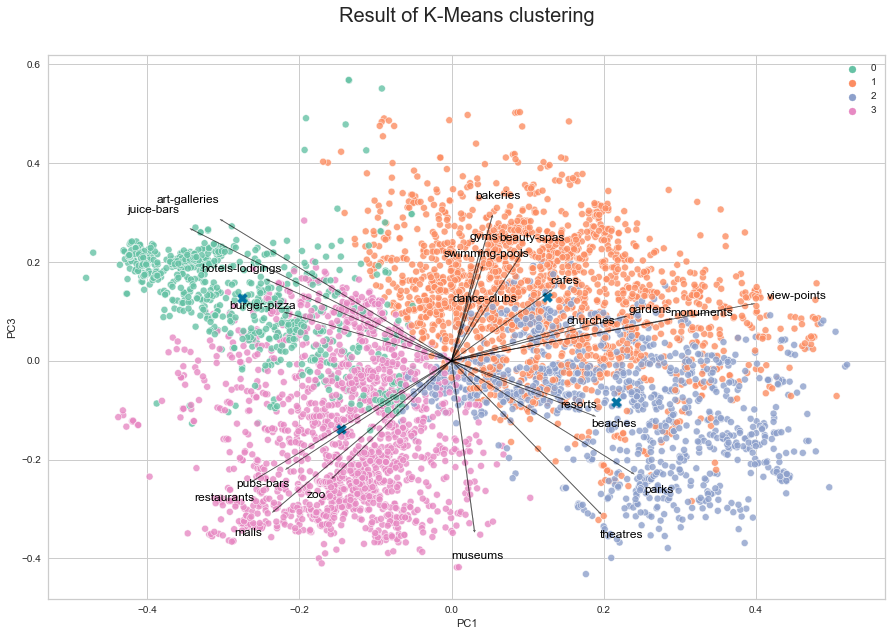 Result of K-Means clustering
0
1
2
3
0.6
0.4
0.2
0.0
−0.2
−0.4
PC3
art-galleries
juice-bars
bakeries
gyms
beauty-spas
swimming-pools
hotels-lodgings
cafes
view-points
dance-clubs
burger-pizza
gardens
monuments
churches
resorts
beaches
pubs-bars
restaurants
zoo
parks
malls
theatres
museums
−0.4
−0.2
0.0
0.2
0.4
PC1